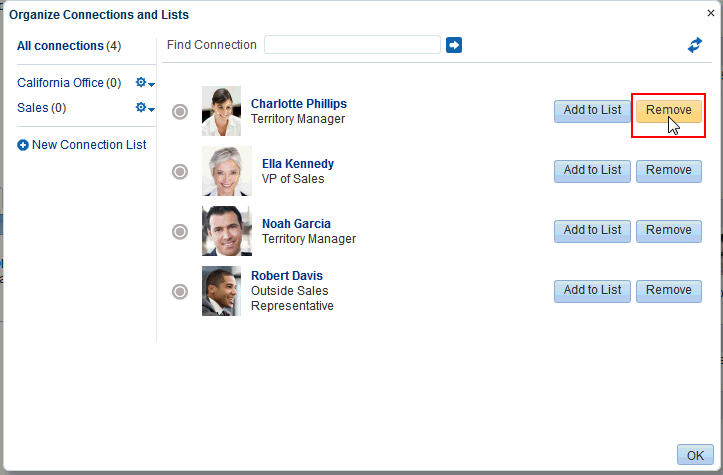 Organize Connections and Lists
All connections (4)
Find Connection
California Office (0)
Sales (0)
New Connection List
Charlotte Phillips
Territory Manager
Add to List
Remove
Ella Kennedy
VP of Sales
Add to List
Remove
Noah Garcia
Territory Manager
Add to List
Remove
Robert Davis
Outside Sales
Representative
Add to List
Remove
OK